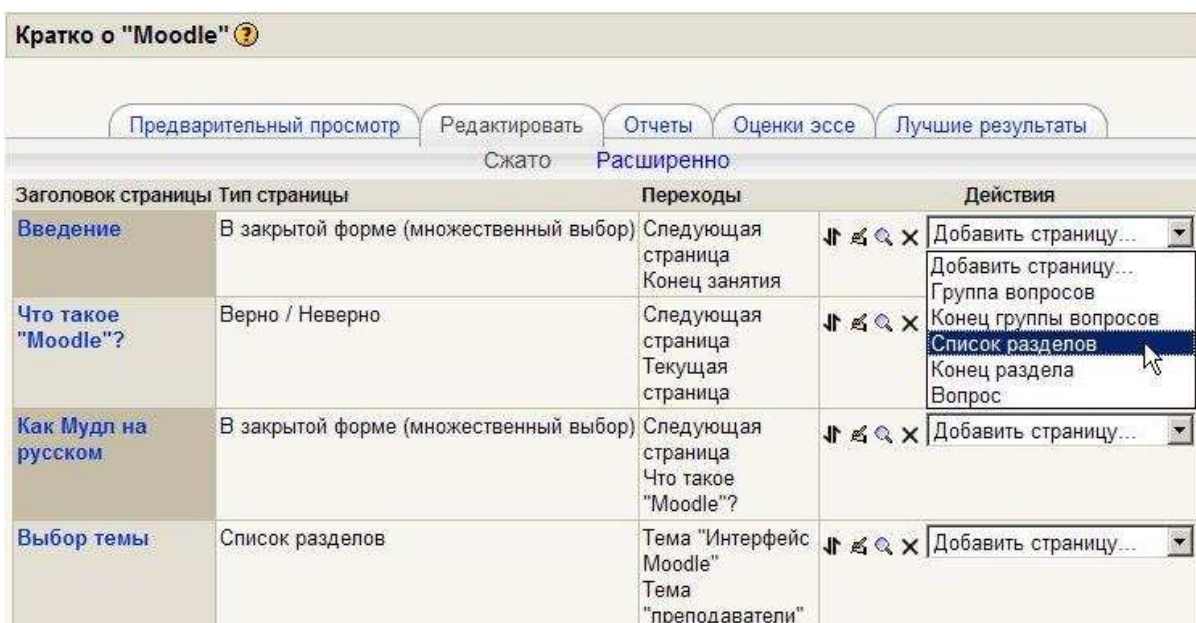 Кратко о "Moodle" ?
Предварительный просмотр Редактировать Отчеты Оценки эссе Лучшие результаты
Сжато Расширенно
Заголовок страницы Тип страницы Переходы Действия
Введение В закрытой форме (множественный выбор) Следующая Добавить страницу...
страница
Конец занятия
Добавить страницу...
Группа вопросов
Конец группы вопросов
Список разделов
Конец раздела
Вопрос
Что такое Верно / Неверно Следующая
"Moodle"? страница
Текущая
страница
Как Мудл на В закрытой форме (множественный выбор) Следующая Добавить страницу...
русском страница
Что такое
"Moodle"?
Выбор темы Список разделов Тема "Интерфейс Добавить страницу...
Moodle"
Тема
"преподаватели"